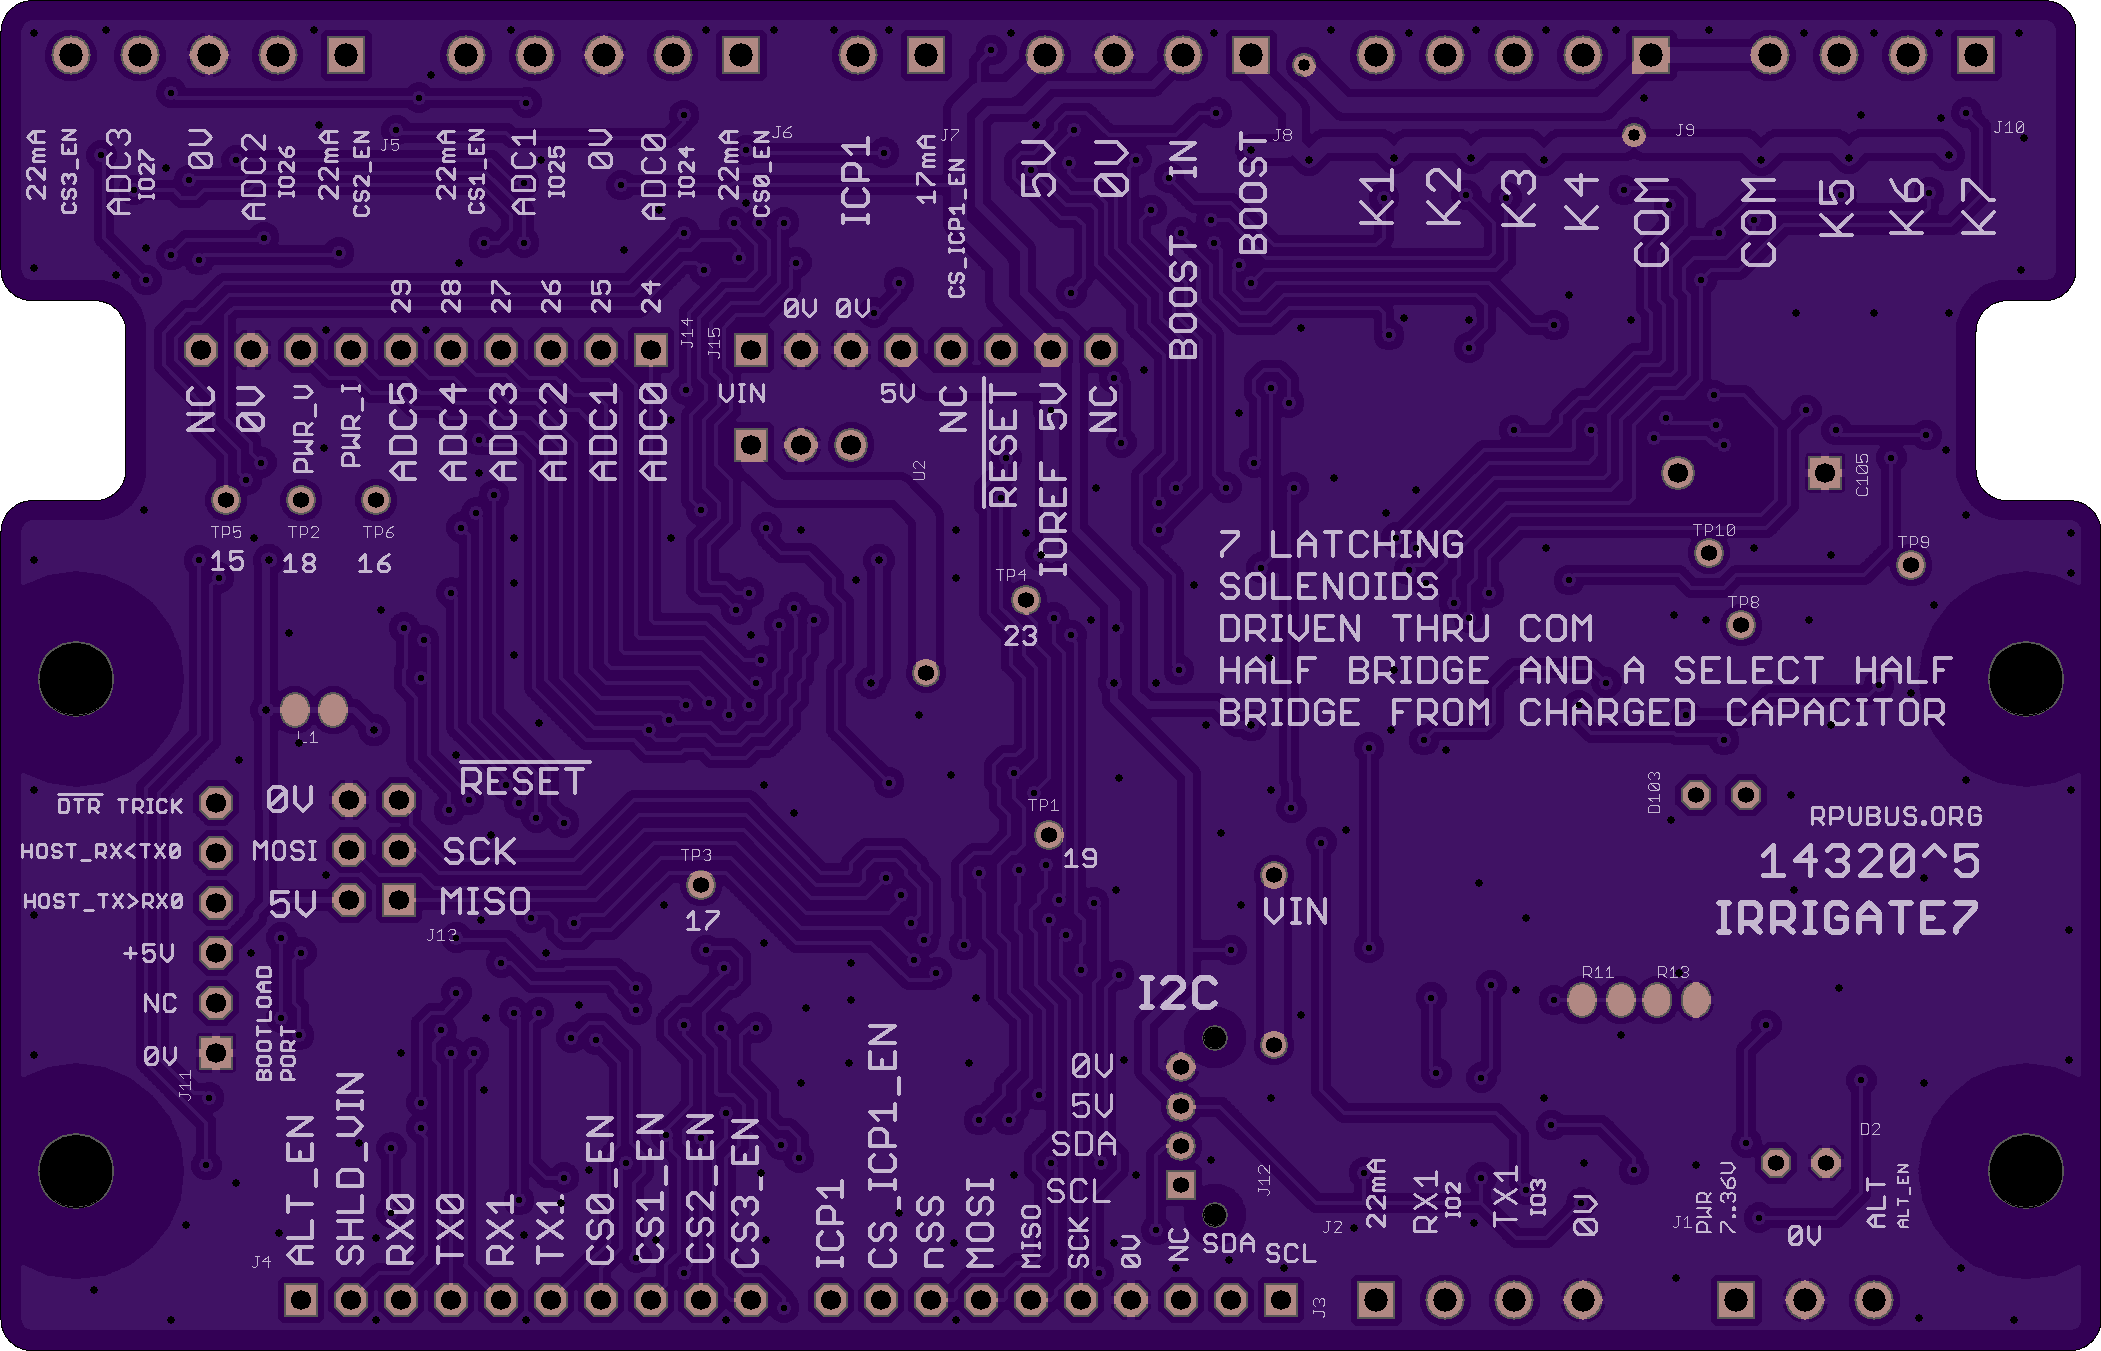 22mA
CS3_EN
ADC3
IO27
0V
ADC2
IO26
22mA
CS2_EN
J5
22mA
CS1_EN
ADC1
IO25
0V
ADC0
IO24
22mA
CS0_EN
J6
ICP1
17mA
CS_ICP1_EN
J7
5V
0V
BOOST IN
BOOST
J8
K1
K2
K3
K4
COM
J9
COM
K5
K6
K7
J10
29
28
27
26
25
24
J14
J15
0V 0V
NC
0V
PWR_V
PWR_I
ADC5
ADC4
ADC3
ADC2
ADC1
ADC0
VIN
5V
NC
RESET
IOREF 5V
NC
U2
C105
TP5
15
TP2
18
TP6
16
TP4
23
TP10
TP9
TP8
7 LATCHING
SOLENOIDS
DRIVEN THRU COM
HALF BRIDGE AND A SELECT HALF
BRIDGE FROM CHARGED CAPACITOR
L1
RESET
DTR TRICK
HOST_RX<TX0
HOST_TX>RX0
+5V
NC
0V
J11
BOOTLOAD
PORT
0V
MOSI
5V
SCK
MISO
J13
TP3
17
TP1
19
D103
RPUBUS.ORG
14320^5
IRRIGATE7
VIN
R11
R13
I2C
0V
5V
SDA
SCL
J12
J4
ALT_EN
SHLD_VIN
RX0
TX0
RX1
TX1
CS0_EN
CS1_EN
CS2_EN
CS3_EN
ICP1
CS_ICP1_EN
nSS
MOSI
MISO
SCK
0V
NC
SDA
SCL
J3
J2
22mA
RX1
IO2
TX1
IO3
0V
J1
PWR
7..36V
0V
D2
ALT
ALT_EN